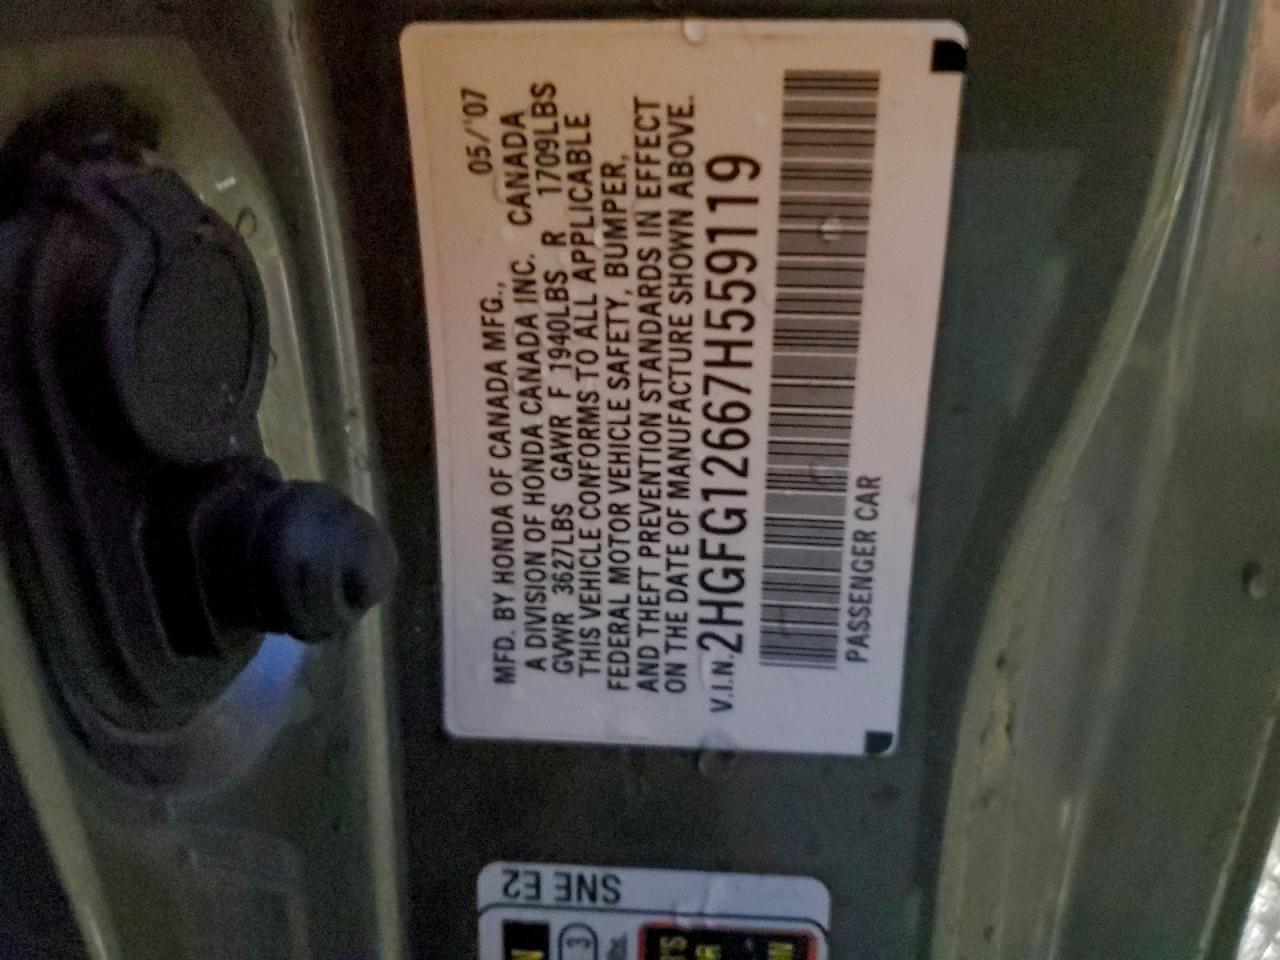 05/'07
MFD. BY HONDA OF CANADA MFG.,
A DIVISION OF HONDA CANADA INC. CANADA
GVWR 3627LBS GAWR F 1940LBS R 1709LBS
THIS VEHICLE CONFORMS TO ALL APPLICABLE
FEDERAL MOTOR VEHICLE SAFETY, BUMPER,
AND THEFT PREVENTION STANDARDS IN EFFECT
ON THE DATE OF MANUFACTURE SHOWN ABOVE.
V.I.N. 2HGFG12667H559119
PASSENGER CAR
SNE E2
3
lbs.